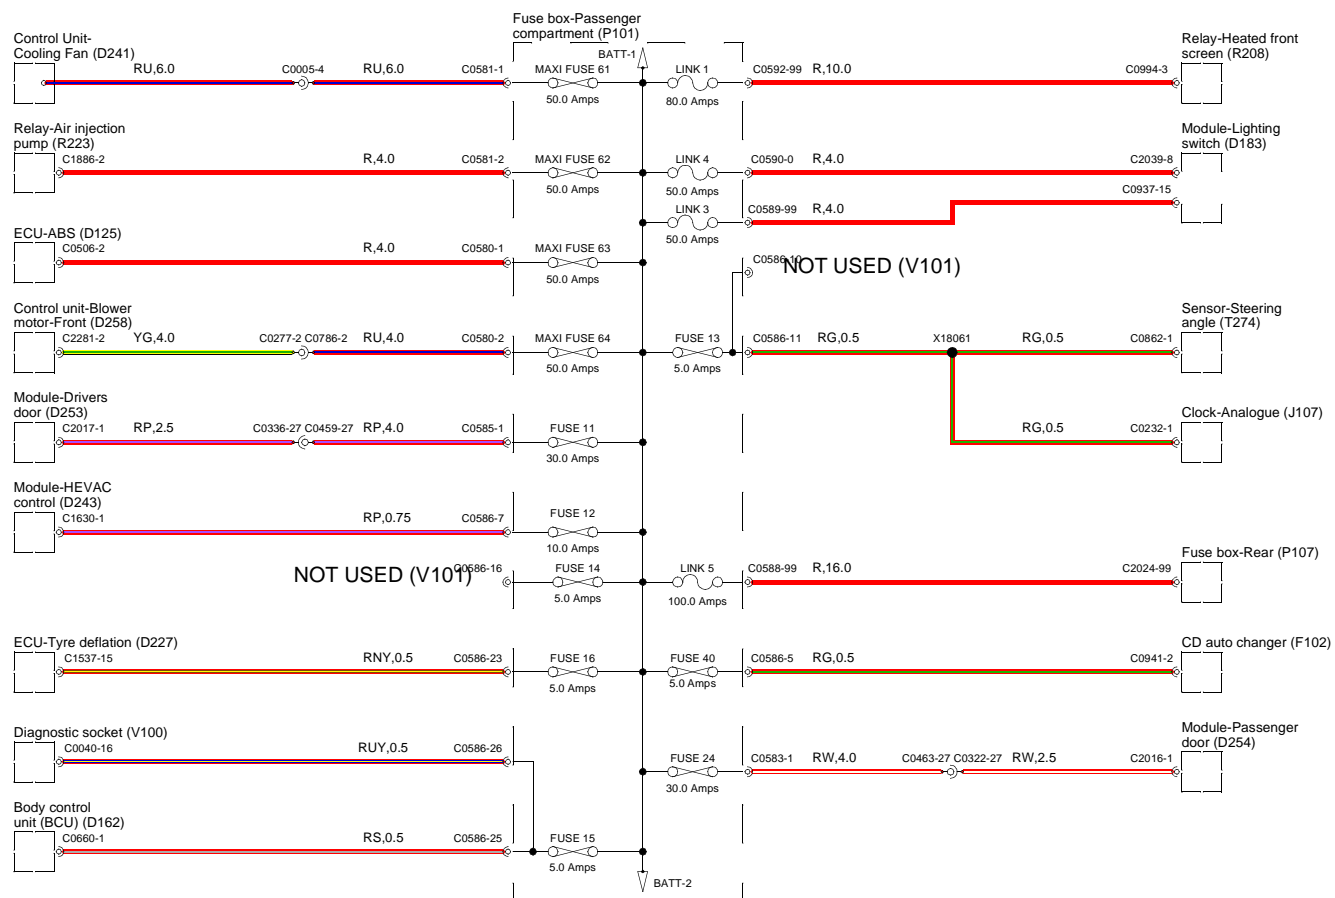 Fuse box-Passenger
compartment (P101)
BATT-1
Control Unit-
Cooling Fan (D241)
RU,6.0
C0005-4
RU,6.0
C0581-1
MAXI FUSE 61
50.0 Amps
LINK 1
80.0 Amps
C0592-99
R,10.0
C0994-3
Relay-Heated front
screen (R208)
Relay-Air injection
pump (R223)
C1886-2
R,4.0
C0581-2
MAXI FUSE 62
50.0 Amps
LINK 4
50.0 Amps
C0590-0
R,4.0
C2039-8
Module-Lighting
switch (D183)
LINK 3
50.0 Amps
C0589-99
R,4.0
C0937-15
ECU-ABS (D125)
C0506-2
R,4.0
C0580-1
MAXI FUSE 63
50.0 Amps
C0586-10
NOT USED (V101)
Control unit-Blower
motor-Front (D258)
C2281-2
YG,4.0
C0277-2
C0786-2
RU,4.0
C0580-2
MAXI FUSE 64
50.0 Amps
FUSE 13
5.0 Amps
C0586-11
RG,0.5
X18061
RG,0.5
C0862-1
Sensor-Steering
angle (T274)
Module-Drivers
door (D253)
C2017-1
RP,2.5
C0336-27
C0459-27
RP,4.0
C0585-1
FUSE 11
30.0 Amps
RG,0.5
C0232-1
Clock-Analogue (J107)
Module-HEVAC
control (D243)
C1630-1
RP,0.75
C0586-7
FUSE 12
10.0 Amps
NOT USED (V101)
C0586-16
FUSE 14
5.0 Amps
LINK 5
100.0 Amps
C0588-99
R,16.0
C2024-99
Fuse box-Rear (P107)
ECU-Tyre deflation (D227)
C1537-15
RNY,0.5
C0586-23
FUSE 16
5.0 Amps
FUSE 40
5.0 Amps
C0586-5
RG,0.5
C0941-2
CD auto changer (F102)
Diagnostic socket (V100)
C0040-16
RUY,0.5
C0586-26
FUSE 24
30.0 Amps
C0583-1
RW,4.0
C0463-27
C0322-27
RW,2.5
C2016-1
Module-Passenger
door (D254)
Body control
unit (BCU) (D162)
C0660-1
RS,0.5
C0586-25
FUSE 15
5.0 Amps
BATT-2